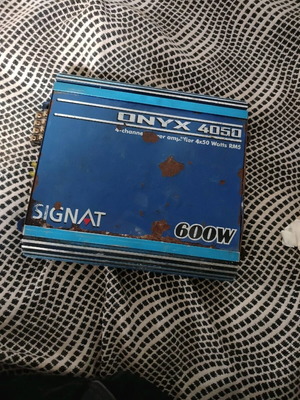 ONYX 4050
4-channel power amplifier 4x50 Watts RMS
SIGNAT
600W